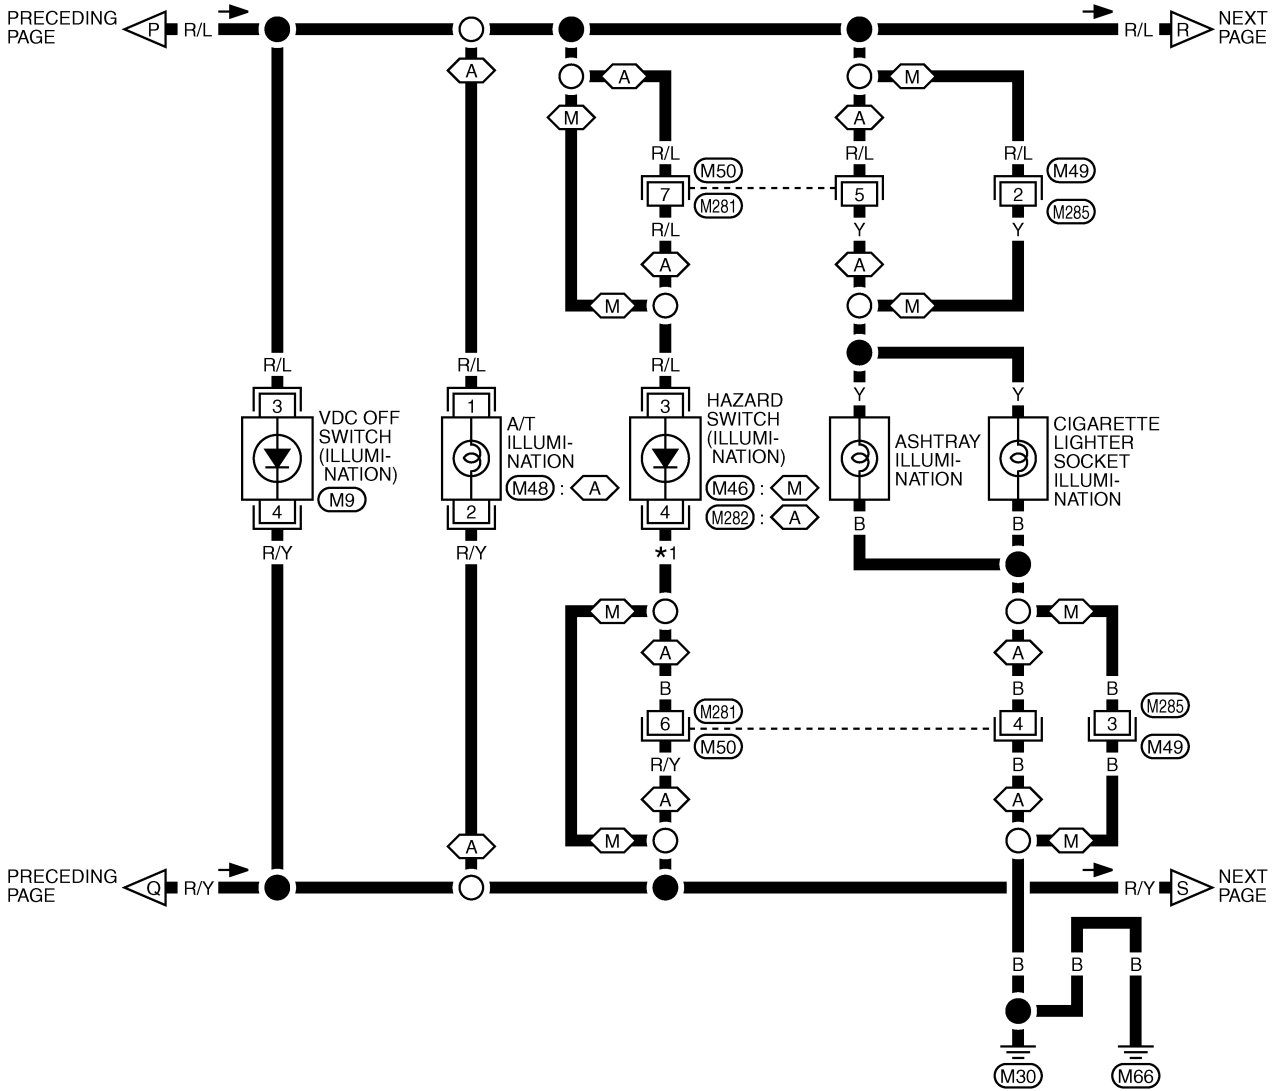 PRECEDING
PAGE
P
R/L
R/L
R
NEXT
PAGE
A
A
M
M
A
R/L
R/L
R/L
M50
M49
7
5
2
M281
M285
R/L
Y
Y
A
A
M
M
R/L
R/L
R/L
Y
Y
3
1
3
VDC OFF
SWITCH
(ILLUMI-
NATION)
M9
A/T
ILLUMI-
NATION
M48 : A
HAZARD
SWITCH
(ILLUMI-
NATION)
M46 : M
M282 : A
ASHTRAY
ILLUMI-
NATION
CIGARETTE
LIGHTER
SOCKET
ILLUMI-
NATION
4
2
4
B
B
R/Y
R/Y
*1
M
M
A
A
B
B
B
M281
M285
6
4
3
M50
M49
R/Y
B
B
A
A
M
M
A
PRECEDING
PAGE
Q
R/Y
R/Y
S
NEXT
PAGE
B
B
B
M30
M66